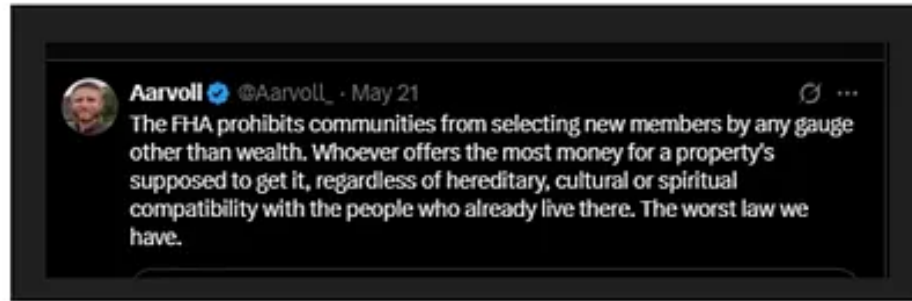 Aarvoll @Aarvoll_ · May 21
The FHA prohibits communities from selecting new members by any gauge
other than wealth. Whoever offers the most money for a property's
supposed to get it, regardless of hereditary, cultural or spiritual
compatibility with the people who already live there. The worst law we
have.